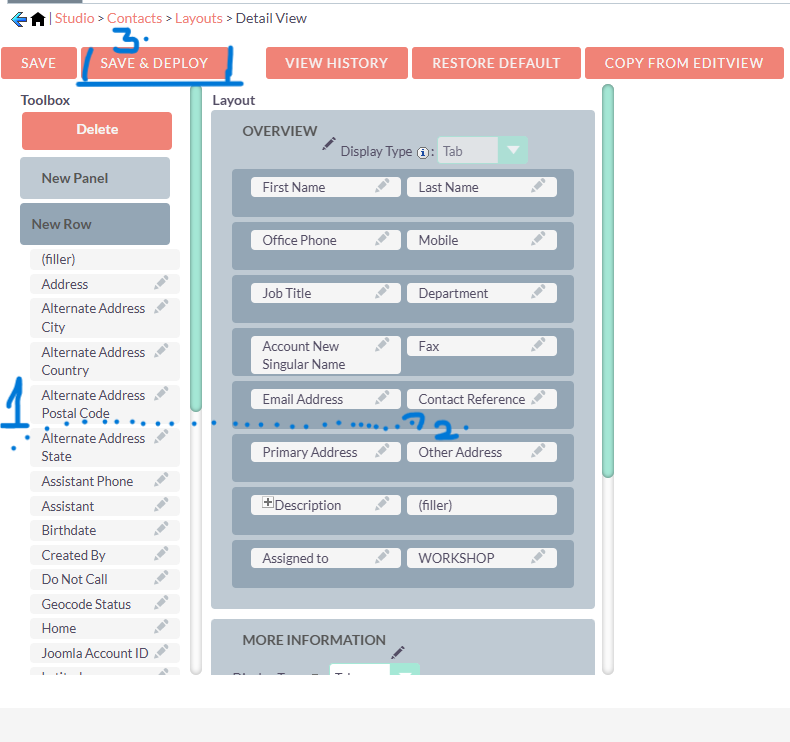 Studio > Contacts > Layouts > Detail View
3.
SAVE
SAVE & DEPLOY
VIEW HISTORY
RESTORE DEFAULT
COPY FROM EDITVIEW
Toolbox
Delete
New Panel
New Row
(filler)
Address
Alternate Address
City
Alternate Address
Country
1
Alternate Address
Postal Code
Alternate Address
State
Assistant Phone
Assistant
Birthdate
Created By
Do Not Call
Geocode Status
Home
Joomla Account ID
Layout
OVERVIEW
Display Type i : Tab
First Name
Last Name
Office Phone
Mobile
Job Title
Department
Account New
Singular Name
Fax
Email Address
Contact Reference
2.
Primary Address
Other Address
Description
(filler)
Assigned to
WORKSHOP
MORE INFORMATION